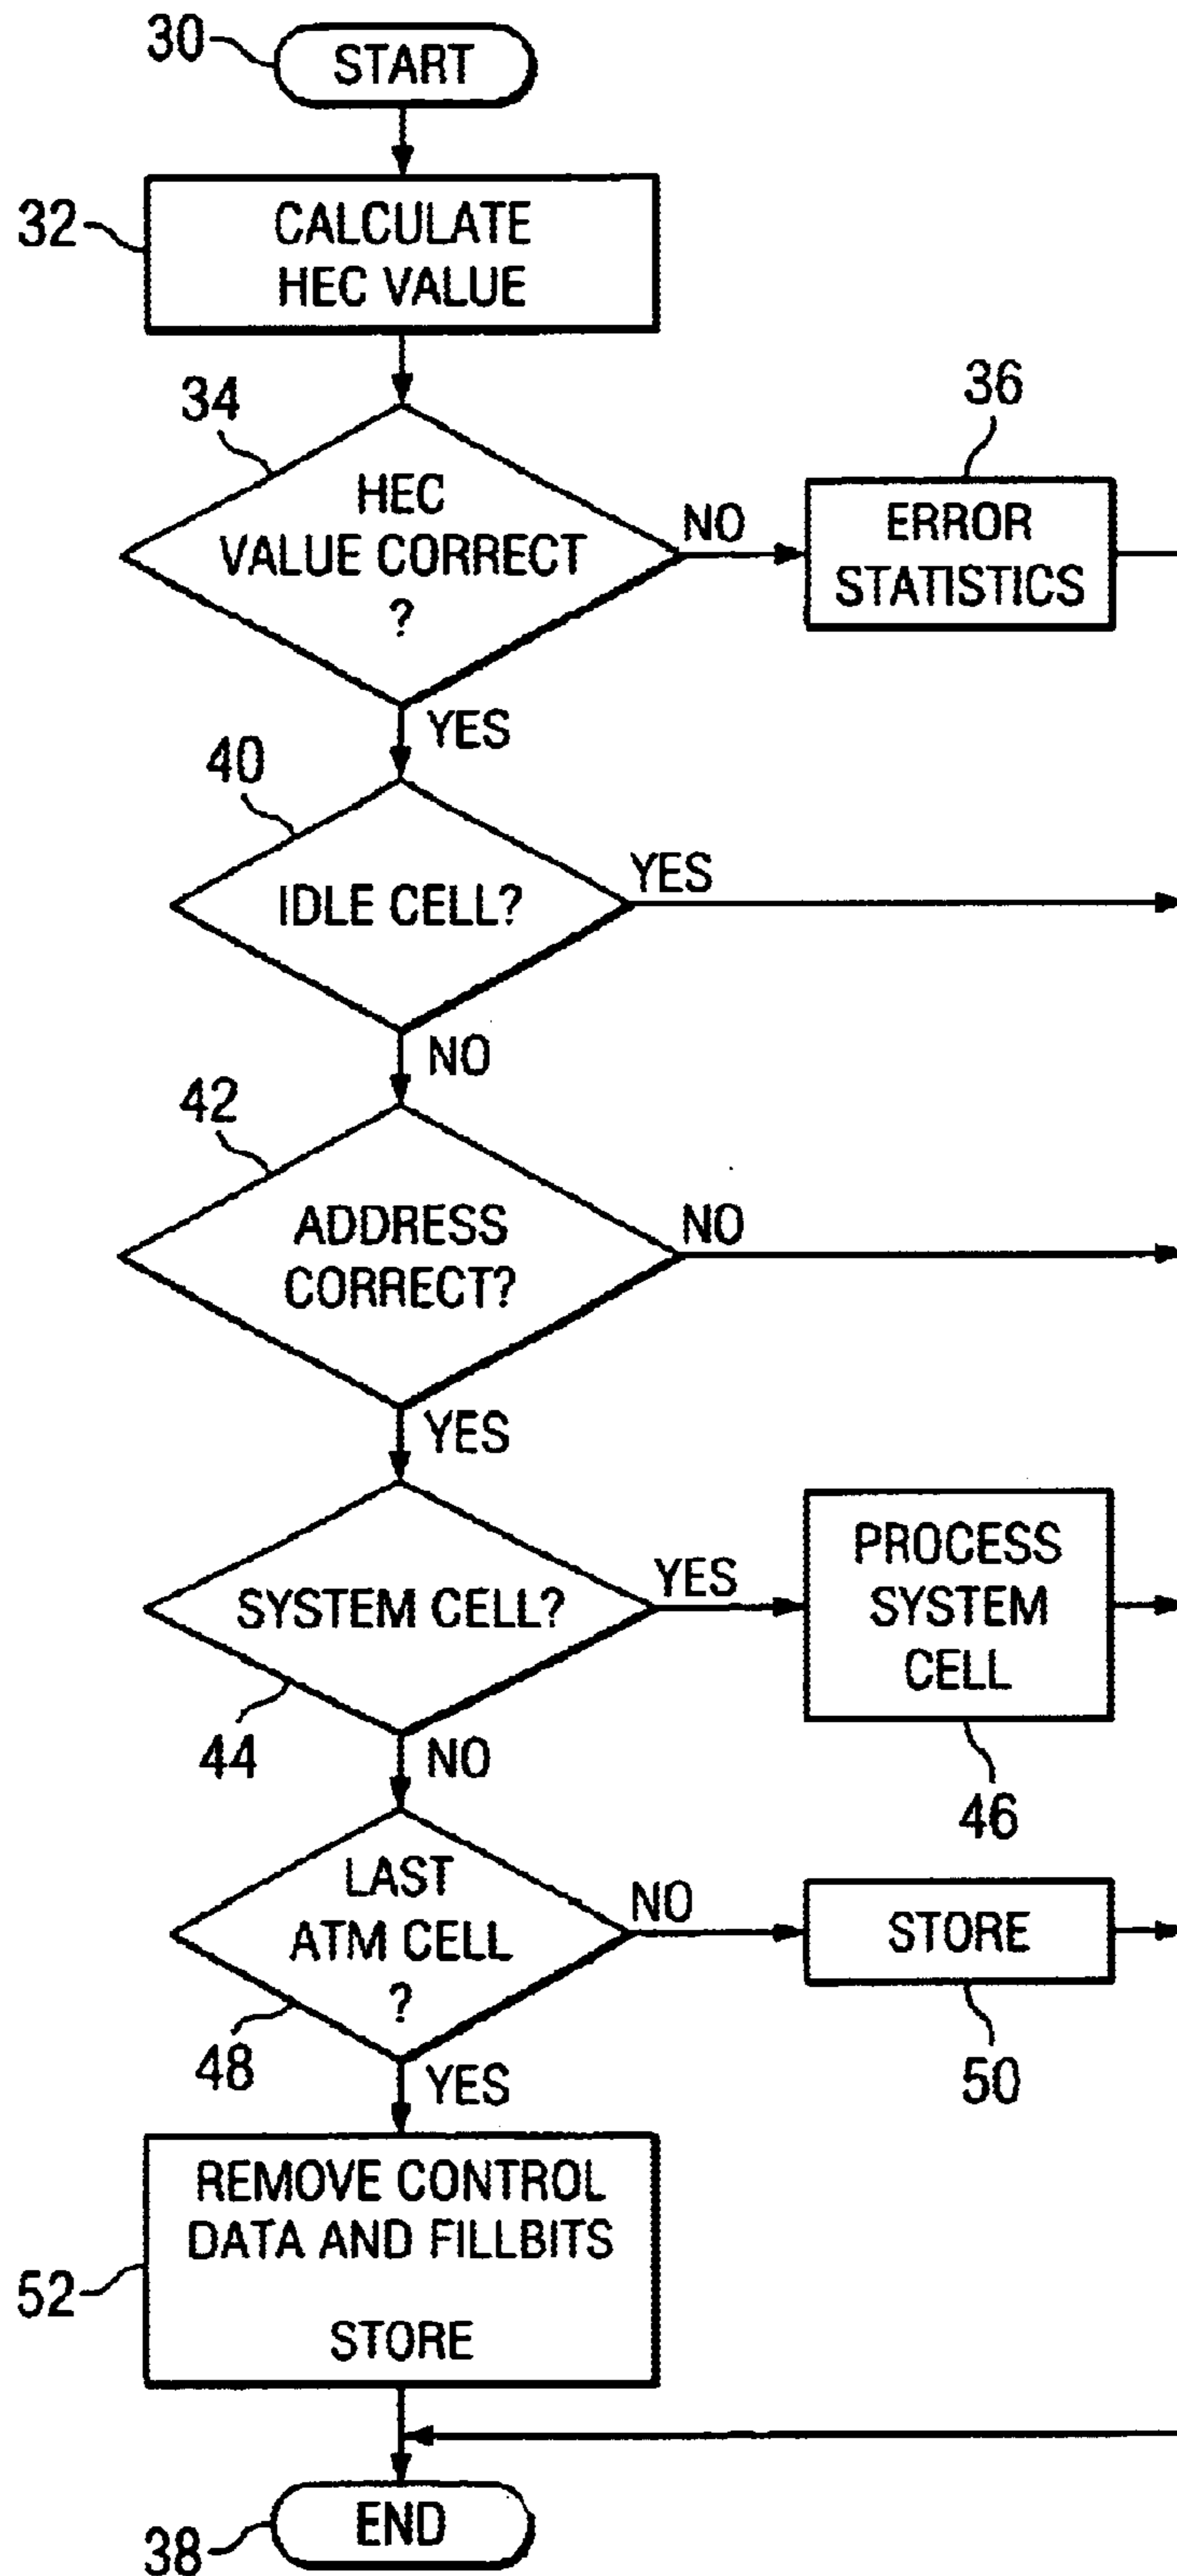 30
START
32
CALCULATE
HEC VALUE
34
HEC
VALUE CORRECT
?
NO
36
ERROR
STATISTICS
YES
40
IDLE CELL?
YES
NO
42
ADDRESS
CORRECT?
NO
YES
SYSTEM CELL?
44
YES
PROCESS
SYSTEM
CELL
46
NO
LAST
ATM CELL
?
48
NO
STORE
50
YES
REMOVE CONTROL
DATA AND FILLBITS
STORE
52
END
38